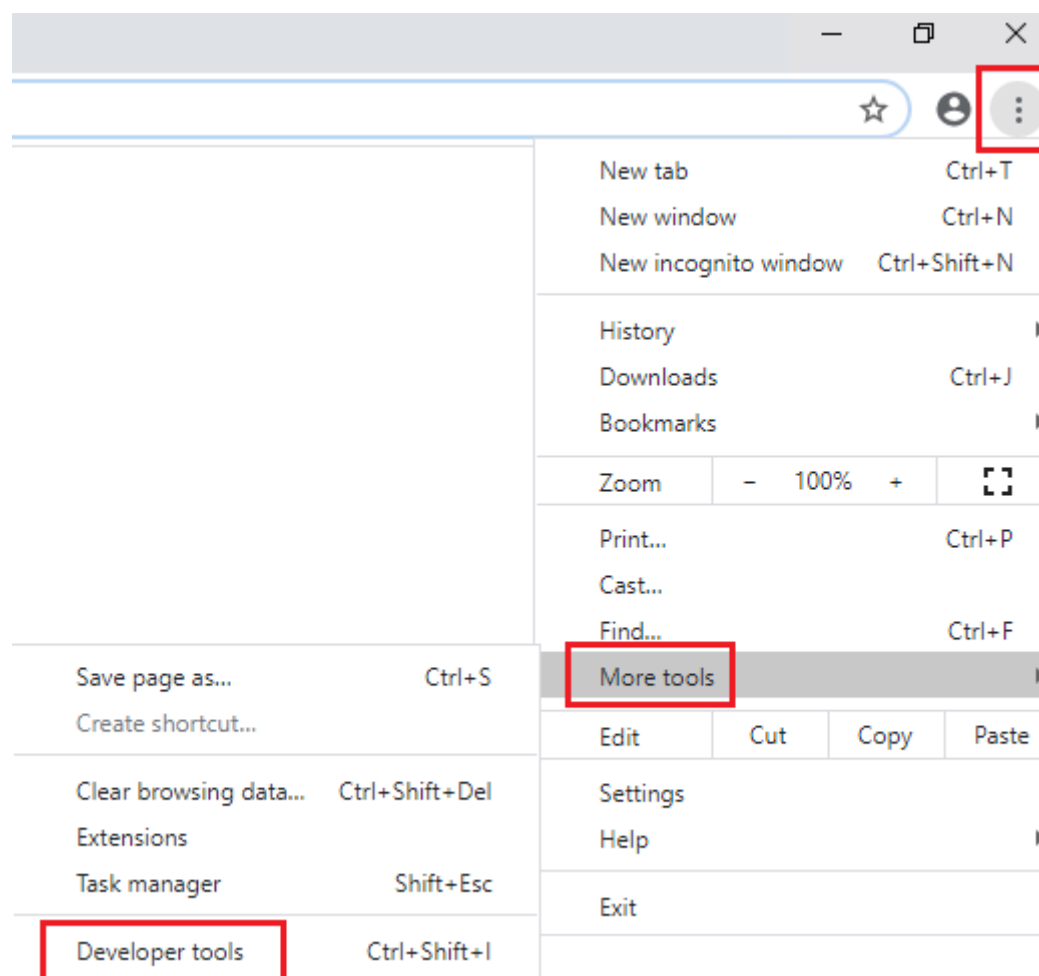 New tab Ctrl+T
New window Ctrl+N
New incognito window Ctrl+Shift+N
History
Downloads Ctrl+J
Bookmarks
Zoom - 100% +
Print... Ctrl+P
Cast...
Find... Ctrl+F
More tools
Edit Cut Copy Paste
Settings
Help
Exit
Save page as... Ctrl+S
Create shortcut...
Clear browsing data... Ctrl+Shift+Del
Extensions
Task manager Shift+Esc
Developer tools Ctrl+Shift+I